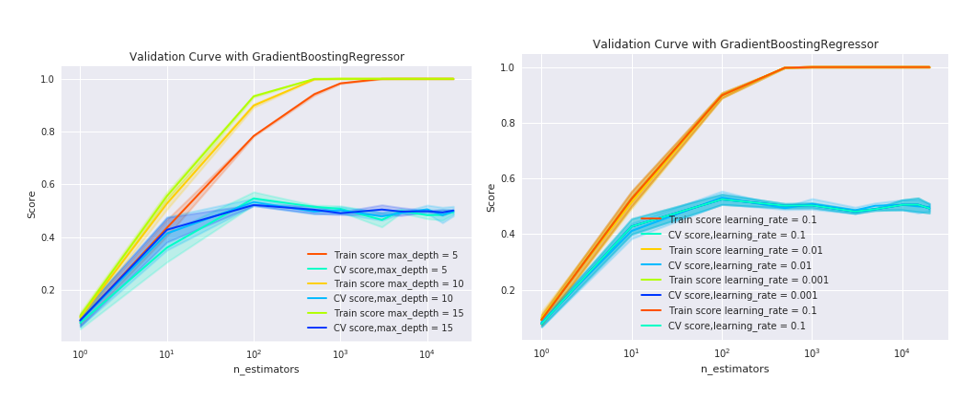 Validation Curve with GradientBoostingRegressor
1.0
0.8
0.6
0.4
0.2
Score
Train score max_depth = 5
CV score,max_depth = 5
Train score max_depth = 10
CV score,max_depth = 10
Train score max_depth = 15
CV score,max_depth = 15
10⁰ 10¹ 10² 10³ 10⁴
n_estimators
Validation Curve with GradientBoostingRegressor
1.0
0.8
0.6
0.4
0.2
Score
Train score learning_rate = 0.1
CV score,learning_rate = 0.1
Train score learning_rate = 0.01
CV score,learning_rate = 0.01
Train score learning_rate = 0.001
CV score,learning_rate = 0.001
Train score learning_rate = 0.1
CV score,learning_rate = 0.1
10⁰ 10¹ 10² 10³ 10⁴
n_estimators